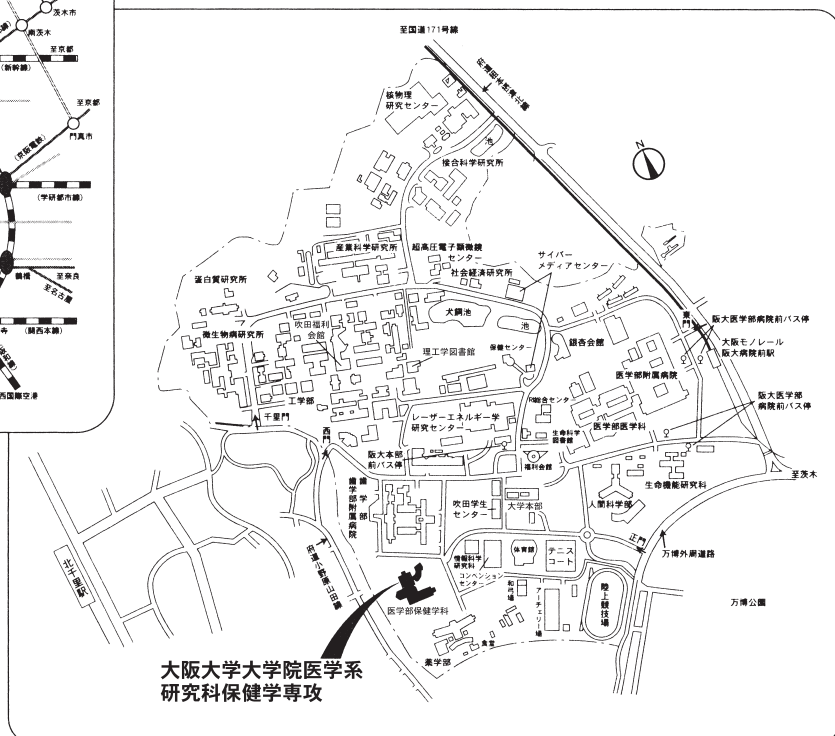 茨木市
南茨木
至京都
(新幹線)
至京都
門真市
(京阪電鉄)
(学研都市線)
鶴橋
至奈良
至名古屋
寺
(関西本線)
西国際空港
至国道171号線
N
核物理
研究センター
池
接合科学研究所
産業科学研究所
超高圧電子顕微鏡
センター
社会経済研究所
サイバー
メディアセンター
蛋白質研究所
微生物病研究所
吹田福利
会館
犬飼池
池
理工学図書館
保健センター
銀杏会館
東門
阪大医学部病院前バス停
大阪モノレール
阪大病院前駅
医学部附属病院
工学部
千里門
西門
レーザーエネルギー学
研究センター
RI総合センター
生命科学
図書館
医学部医学科
阪大医学部
病院前バス停
阪大本部
前バス停
福利会館
歯学部
歯学部附属病院
吹田学生
センター
大学本部
人間科学部
生命機能研究科
至茨木
正門
万博外周道路
万博公園
北千里駅
府道小野原山田線
情報科学
研究科
コンベンション
センター
体育館
テニス
コート
和弓場
アーチェリー場
陸上競技場
医学部保健学科
食堂
薬学部
大阪大学大学院医学系
研究科保健学専攻